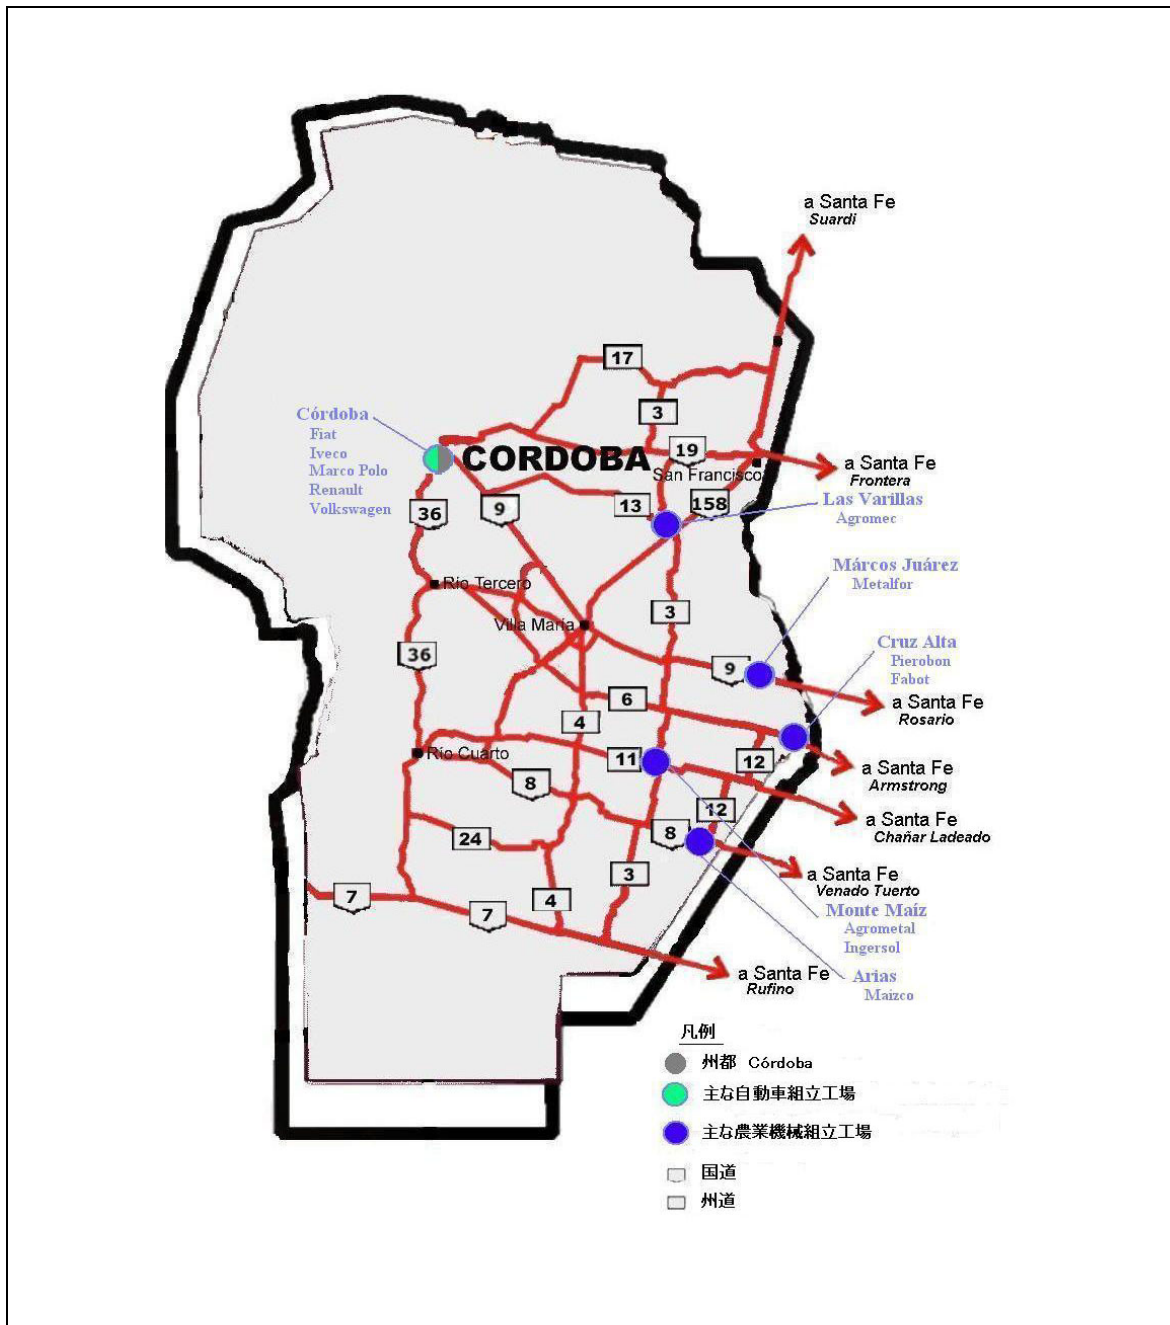 a Santa Fe
Suardi
17
3
Córdoba
Fiat
Iveco
Marco Polo
Renault
Volkswagen
CORDOBA
19
San Francisco
a Santa Fe
Frontera
36
9
13
158
Las Varillas
Agromec
Río Tercero
Márcos Juárez
Metalfor
3
Villa María
Cruz Alta
Pierobon
Fabot
36
9
6
a Santa Fe
Rosario
4
Río Cuarto
11
12
a Santa Fe
Armstrong
8
12
a Santa Fe
Chañar Ladeado
24
8
3
a Santa Fe
Venado Tuerto
7
4
7
Monte Maíz
Agrometal
Ingersol
a Santa Fe
Rufino
Arias
Maizco
凡例
州都 Córdoba
主な自動車組立工場
主な農業機械組立工場
国道
州道